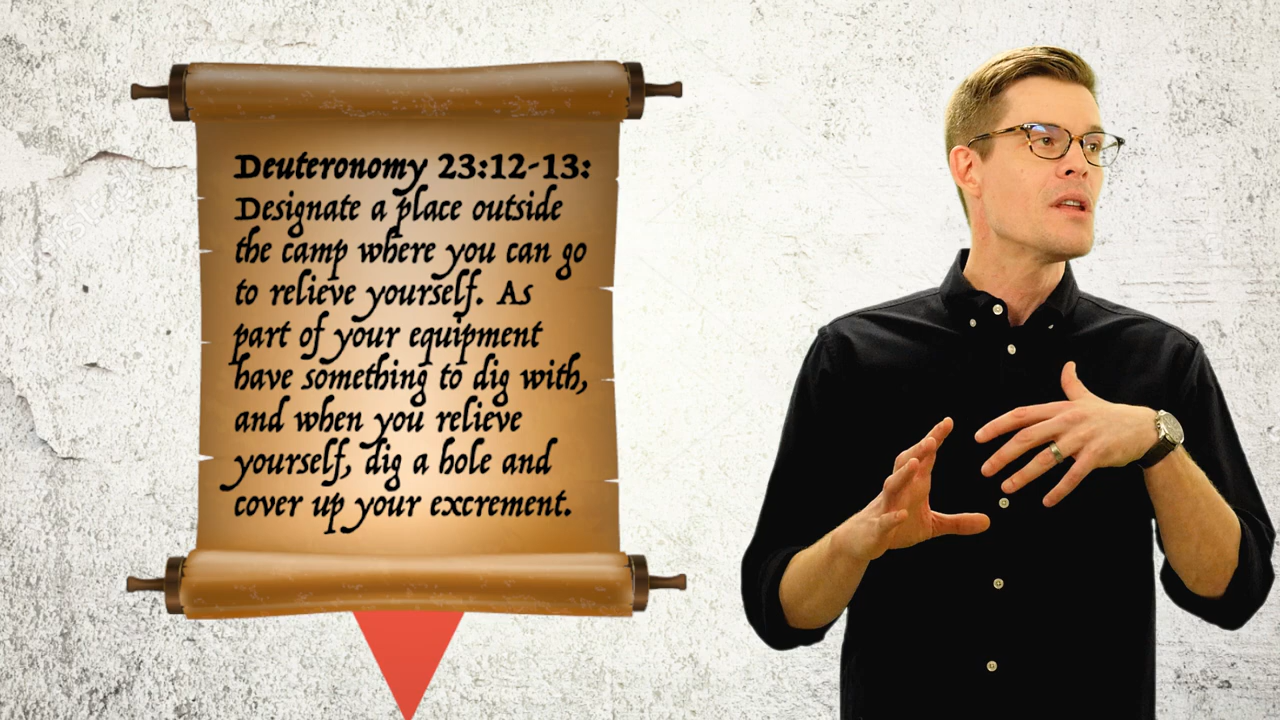 Deuteronomy 23:12-13:
Designate a place outside
the camp where you can go
to relieve yourself. As
part of your equipment
have something to dig with,
and when you relieve
yourself, dig a hole and
cover up your excrement.